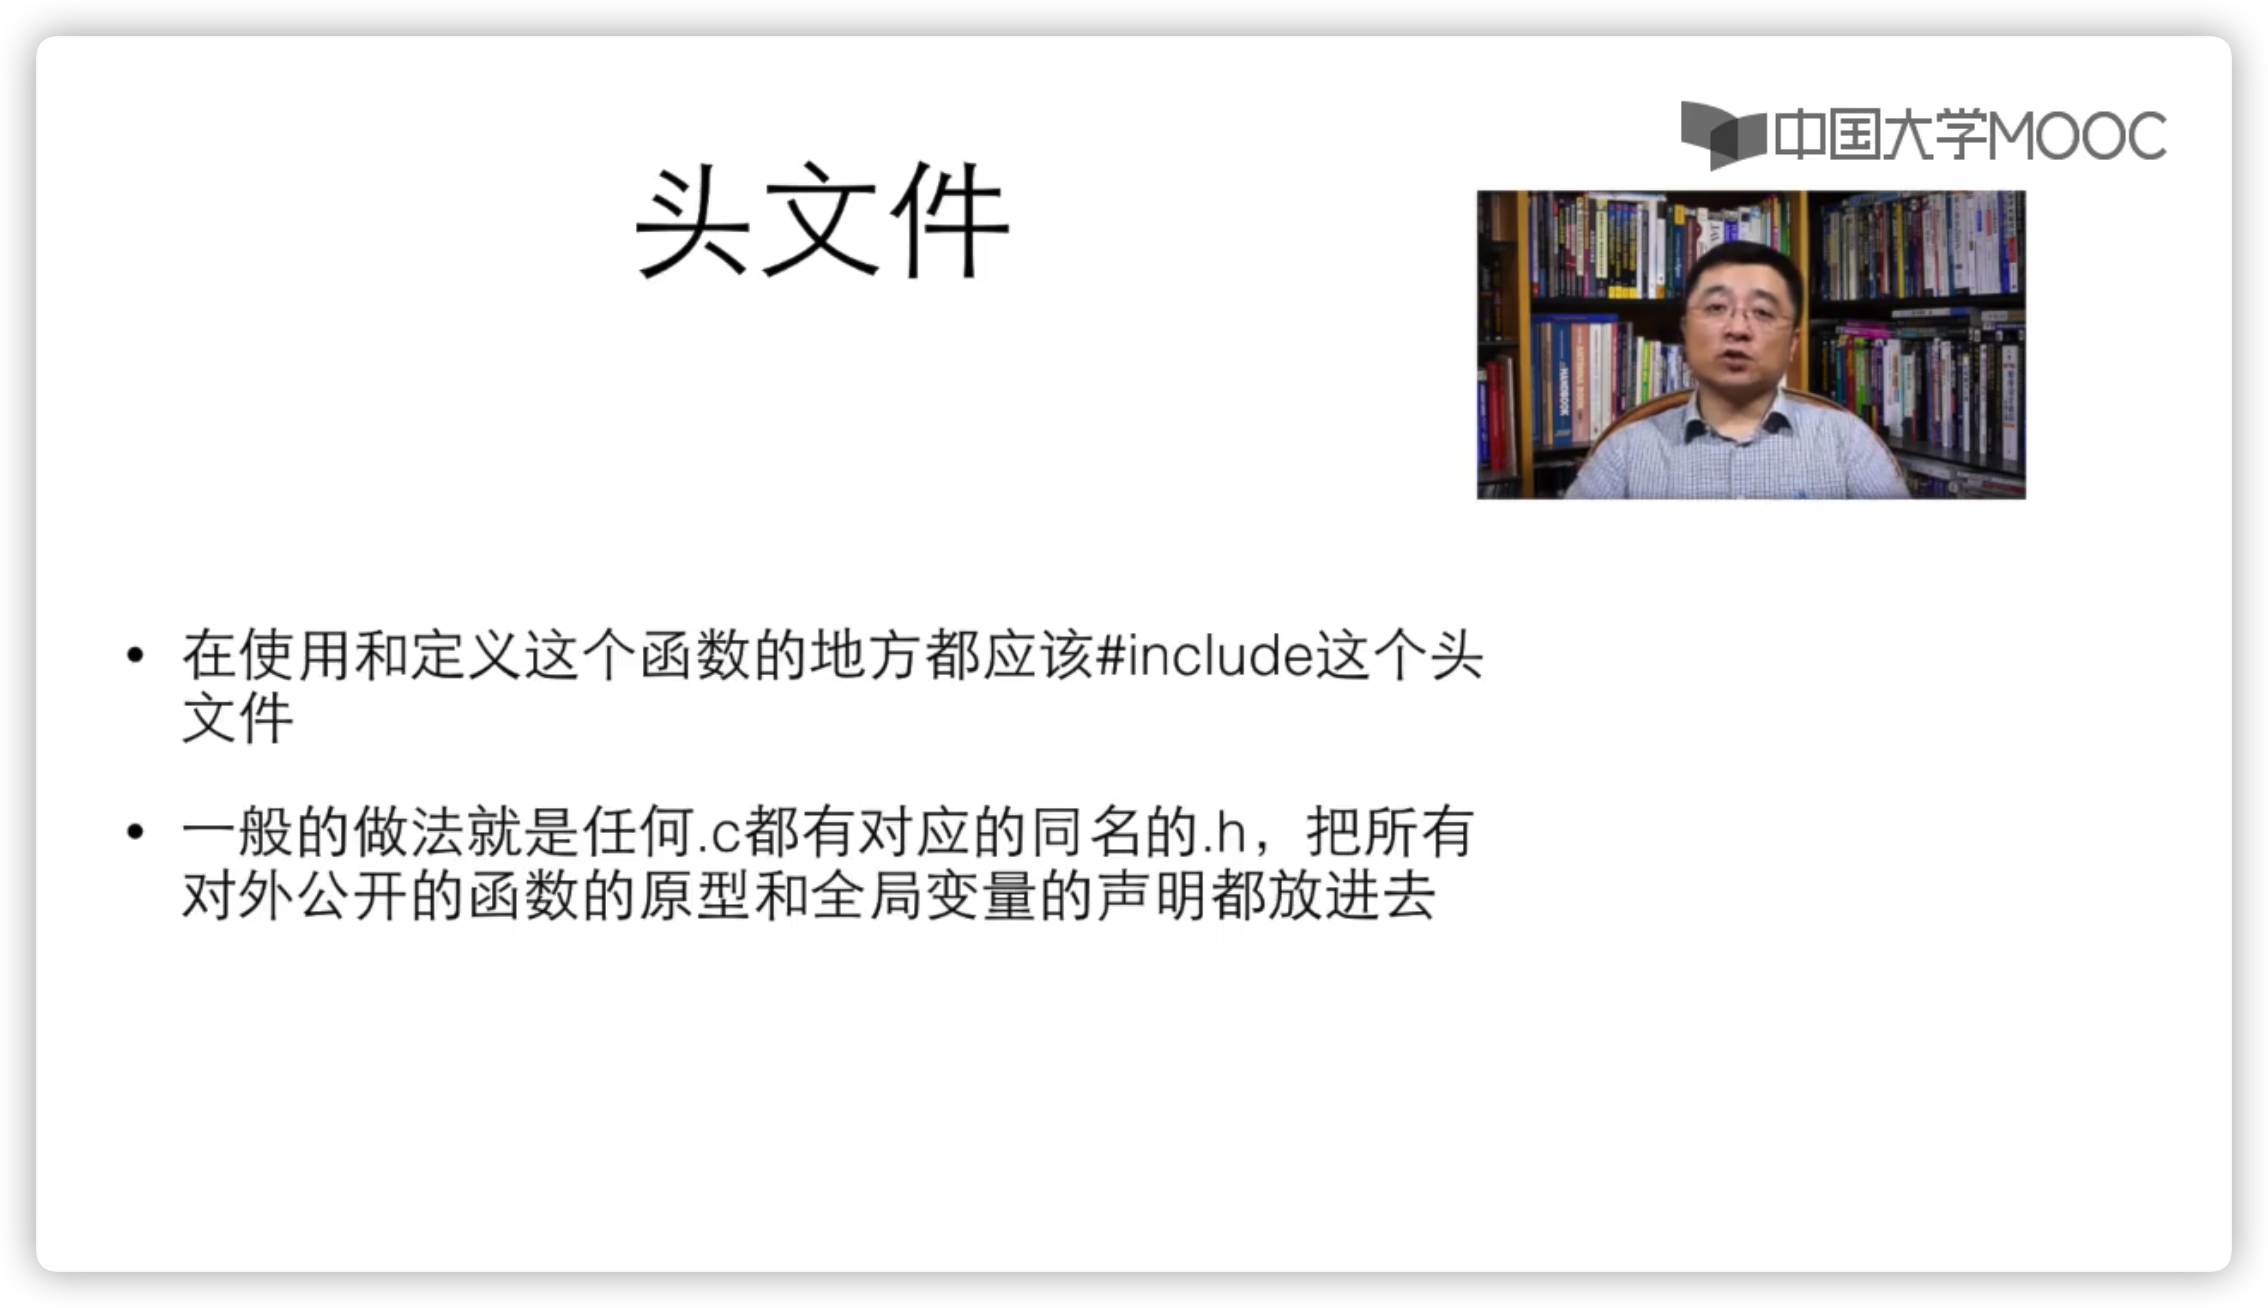 中国大学MOOC
头文件
• 在使用和定义这个函数的地方都应该#include这个头
文件
• 一般的做法就是任何.c都有对应的同名的.h，把所有
对外公开的函数的原型和全局变量的声明都放进去